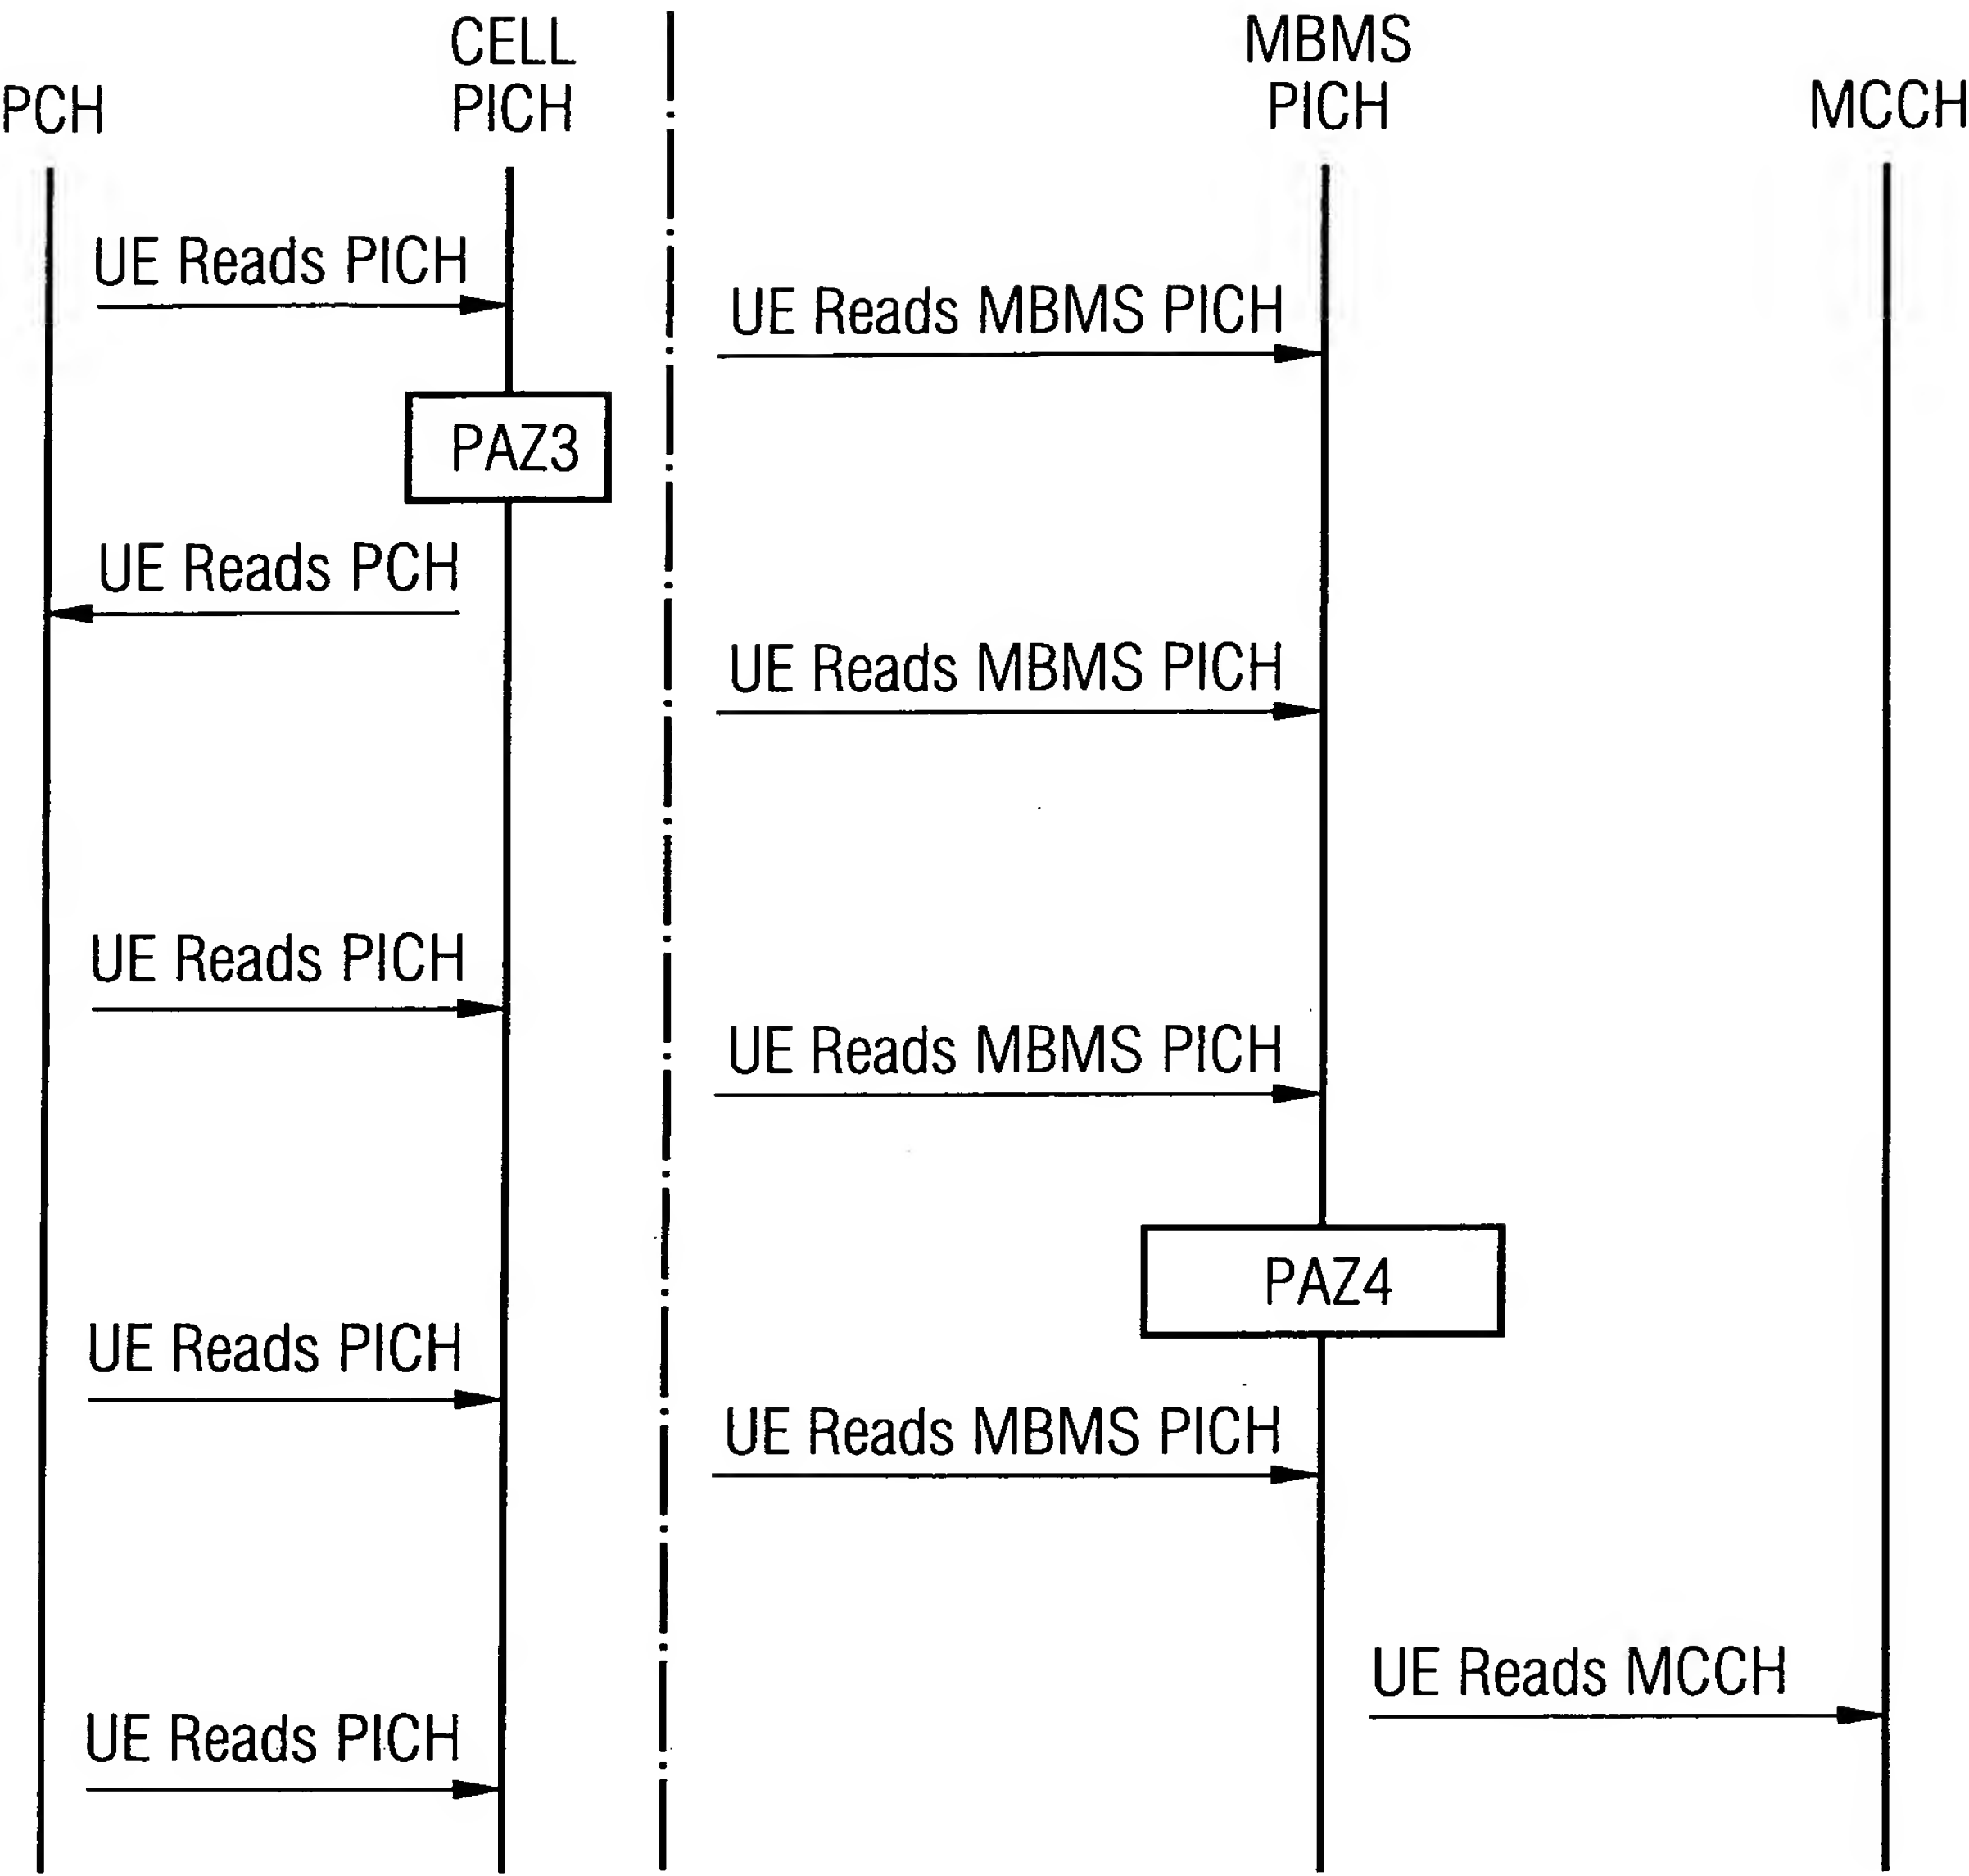 CELL
PICH
MBMS
PICH
PCH
MCCH
UE Reads PICH
UE Reads MBMS PICH
PAZ3
UE Reads PCH
UE Reads MBMS PICH
UE Reads PICH
UE Reads MBMS PICH
PAZ4
UE Reads PICH
UE Reads MBMS PICH
UE Reads MCCH
UE Reads PICH